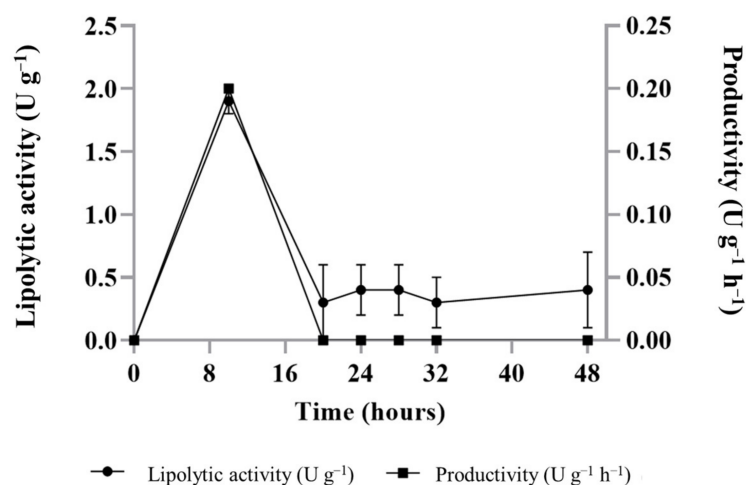 Lipolytic activity (U g⁻¹)
2.5
2.0
1.5
1.0
0.5
0.0
0 8 16 24 32 40 48
Time (hours)
0.25
0.20
0.15
0.10
0.05
0.00
Productivity (U g⁻¹ h⁻¹)
Lipolytic activity (U g⁻¹) Productivity (U g⁻¹ h⁻¹)